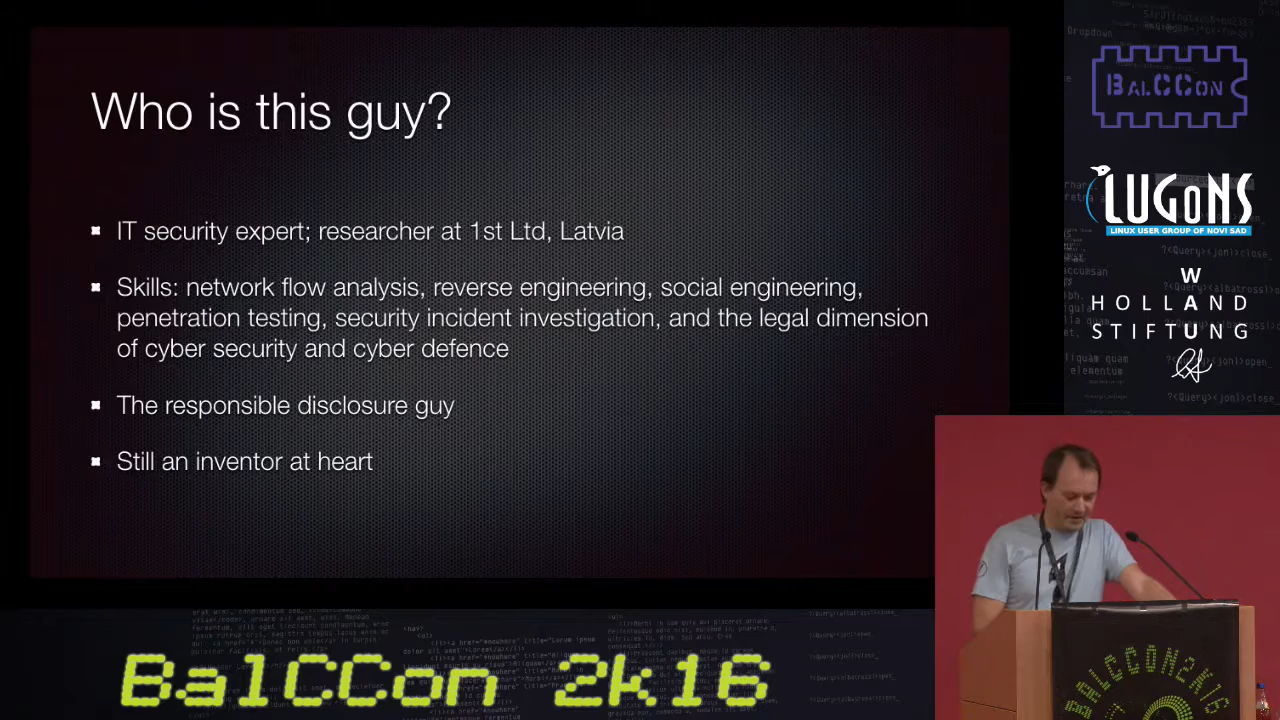 Who is this guy?
IT security expert; researcher at 1st Ltd, Latvia
Skills: network flow analysis, reverse engineering, social engineering,
penetration testing, security incident investigation, and the legal dimension
of cyber security and cyber defence
The responsible disclosure guy
Still an inventor at heart
BalCCon
LUGoNS
LINUX USER GROUP OF NOVI SAD
W
HOLLAND
STIFTUNG
BALCCONEXIC
BalCCon 2k16